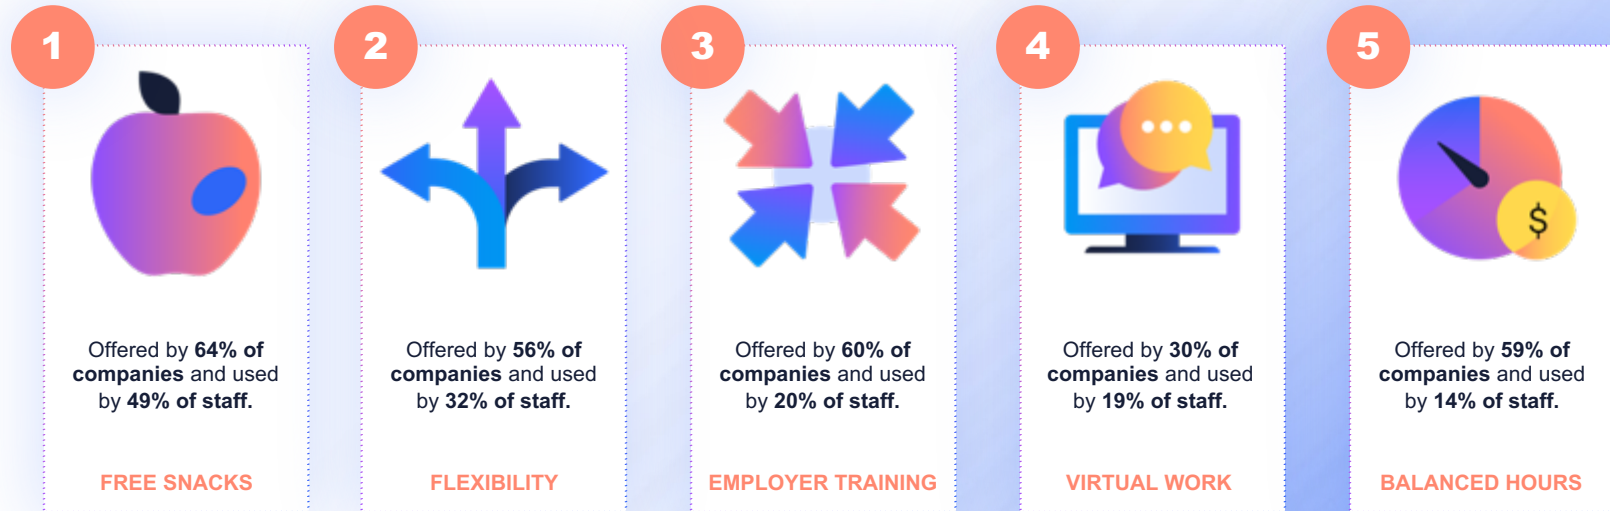 1
Offered by 64% of
companies and used
by 49% of staff.
FREE SNACKS
2
Offered by 56% of
companies and used
by 32% of staff.
FLEXIBILITY
3
Offered by 60% of
companies and used
by 20% of staff.
EMPLOYER TRAINING
4
Offered by 30% of
companies and used
by 19% of staff.
VIRTUAL WORK
5
$
Offered by 59% of
companies and used
by 14% of staff.
BALANCED HOURS